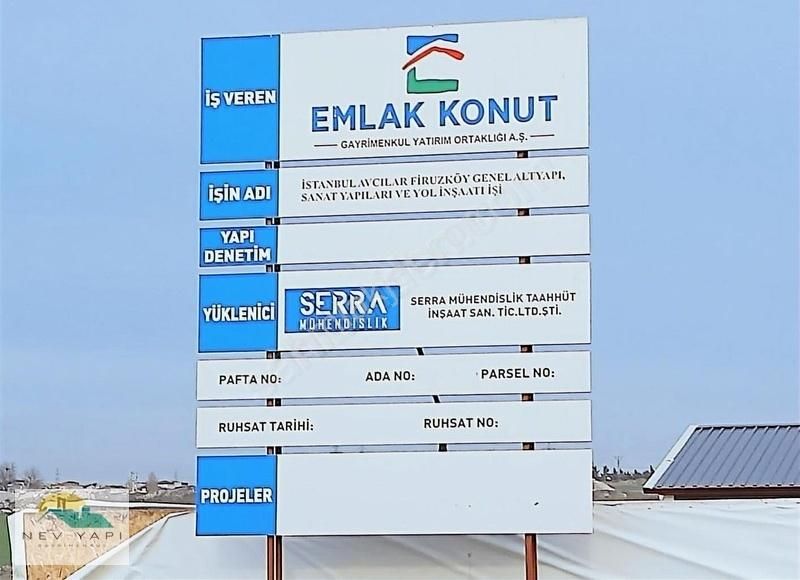 İŞ VEREN
EMLAK KONUT
GAYRİMENKUL YATIRIM ORTAKLIĞI A.Ş.
İŞİN ADI
İSTANBUL AVCILAR FİRUZKÖY GENEL ALTYAPI,
SANAT YAPILARI VE YOL İNŞAATI İŞİ
YAPI
DENETİM
YÜKLENİCİ
SERRA
MÜHENDİSLİK
SERRA MÜHENDİSLİK TAAHHÜT
İNŞAAT SAN. TİC.LTD.ŞTİ.
PAFTA NO: ADA NO: PARSEL NO:
RUHSAT TARİHİ: RUHSAT NO:
PROJELER
NEV YAPI
GAYRİMENKUL